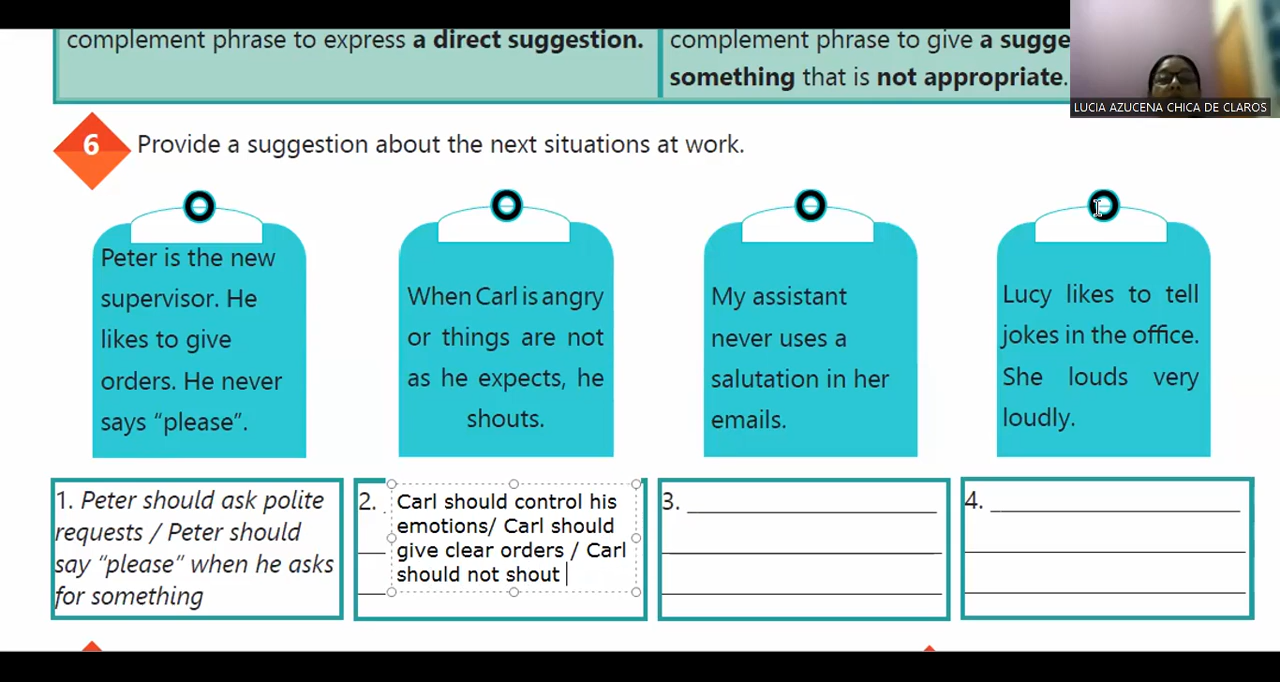 complement phrase to express a direct suggestion.
complement phrase to give a sugge
something that is not appropriate.
LUCIA AZUCENA CHICA DE CLAROS
6 Provide a suggestion about the next situations at work.
Peter is the new
supervisor. He
likes to give
orders. He never
says “please”.
When Carl is angry
or things are not
as he expects, he
shouts.
My assistant
never uses a
salutation in her
emails.
Lucy likes to tell
jokes in the office.
She louds very
loudly.
1. Peter should ask polite
requests / Peter should
say “please” when he asks
for something
2.
Carl should control his
emotions/ Carl should
give clear orders / Carl
should not shout
3.
4.